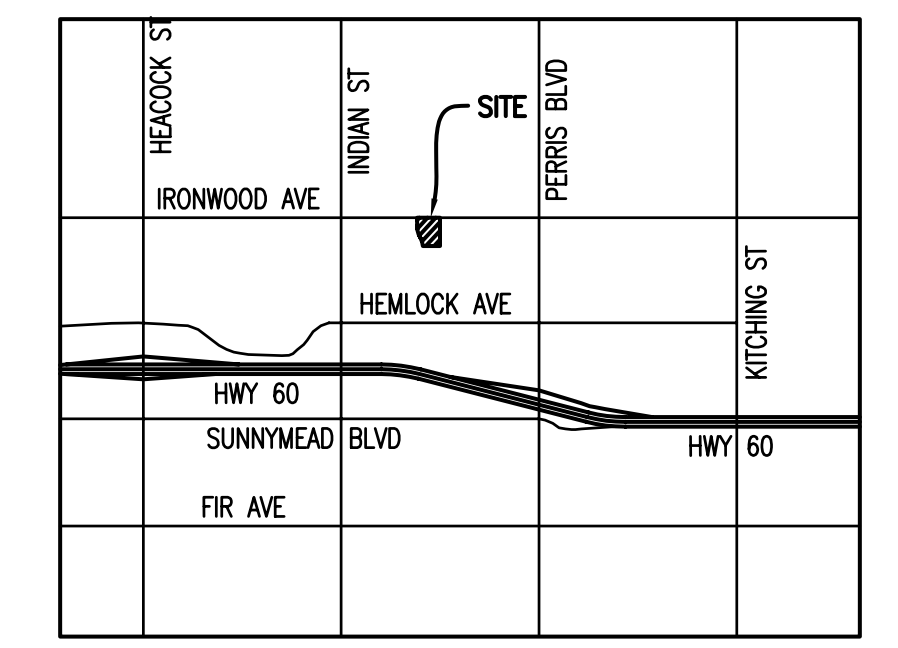 HEACOCK ST
INDIAN ST
SITE
PERRIS BLVD
IRONWOOD AVE
HEMLOCK AVE
KITCHING ST
HWY 60
SUNNYMEAD BLVD
HWY 60
FIR AVE